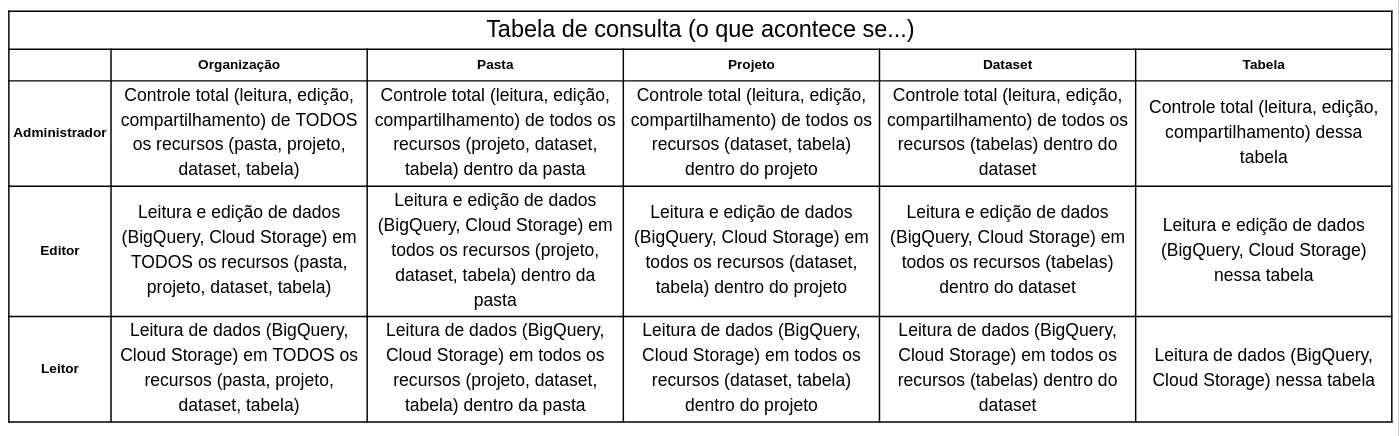 Tabela de consulta (o que acontece se...)
Organização
Pasta
Projeto
Dataset
Tabela
Administrador
Controle total (leitura, edição,
compartilhamento) de TODOS
os recursos (pasta, projeto,
dataset, tabela)
Controle total (leitura, edição,
compartilhamento) de todos os
recursos (projeto, dataset,
tabela) dentro da pasta
Controle total (leitura, edição,
compartilhamento) de todos os
recursos (dataset, tabela)
dentro do projeto
Controle total (leitura, edição,
compartilhamento) de todos os
recursos (tabelas) dentro do
dataset
Controle total (leitura, edição,
compartilhamento) dessa
tabela
Editor
Leitura e edição de dados
(BigQuery, Cloud Storage) em
TODOS os recursos (pasta,
projeto, dataset, tabela)
Leitura e edição de dados
(BigQuery, Cloud Storage) em
todos os recursos (projeto,
dataset, tabela) dentro da
pasta
Leitura e edição de dados
(BigQuery, Cloud Storage) em
todos os recursos (dataset,
tabela) dentro do projeto
Leitura e edição de dados
(BigQuery, Cloud Storage) em
todos os recursos (tabelas)
dentro do dataset
Leitura e edição de dados
(BigQuery, Cloud Storage)
nessa tabela
Leitor
Leitura de dados (BigQuery,
Cloud Storage) em TODOS os
recursos (pasta, projeto,
dataset, tabela)
Leitura de dados (BigQuery,
Cloud Storage) em todos os
recursos (projeto, dataset,
tabela) dentro da pasta
Leitura de dados (BigQuery,
Cloud Storage) em todos os
recursos (dataset, tabela)
dentro do projeto
Leitura de dados (BigQuery,
Cloud Storage) em todos os
recursos (tabelas) dentro do
dataset
Leitura de dados (BigQuery,
Cloud Storage) nessa tabela